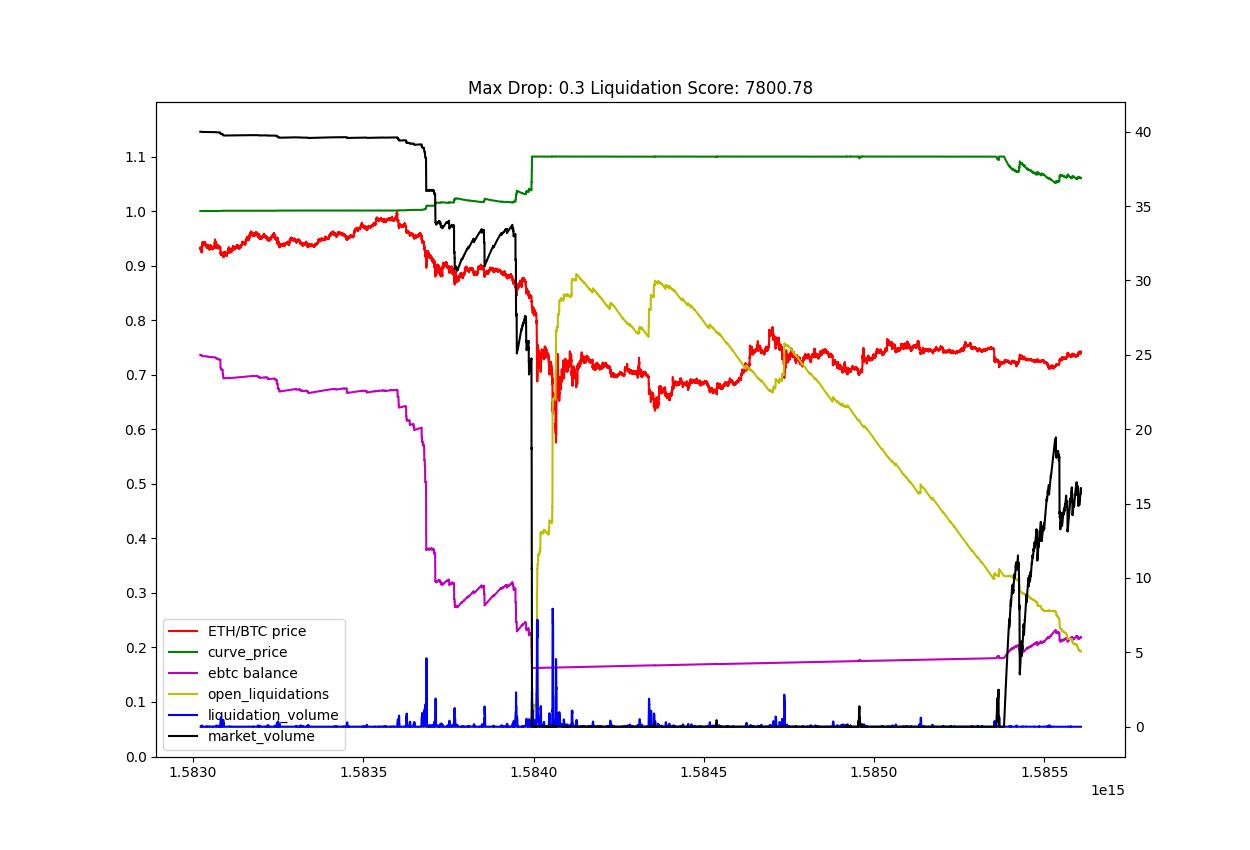 Max Drop: 0.3 Liquidation Score: 7800.78
1.1
1.0
0.9
0.8
0.7
0.6
0.5
0.4
0.3
0.2
0.1
0.0
40
35
30
25
20
15
10
5
0
ETH/BTC price
curve_price
ebtc balance
open_liquidations
liquidation_volume
market_volume
1.5830 1.5835 1.5840 1.5845 1.5850 1.5855
1e15